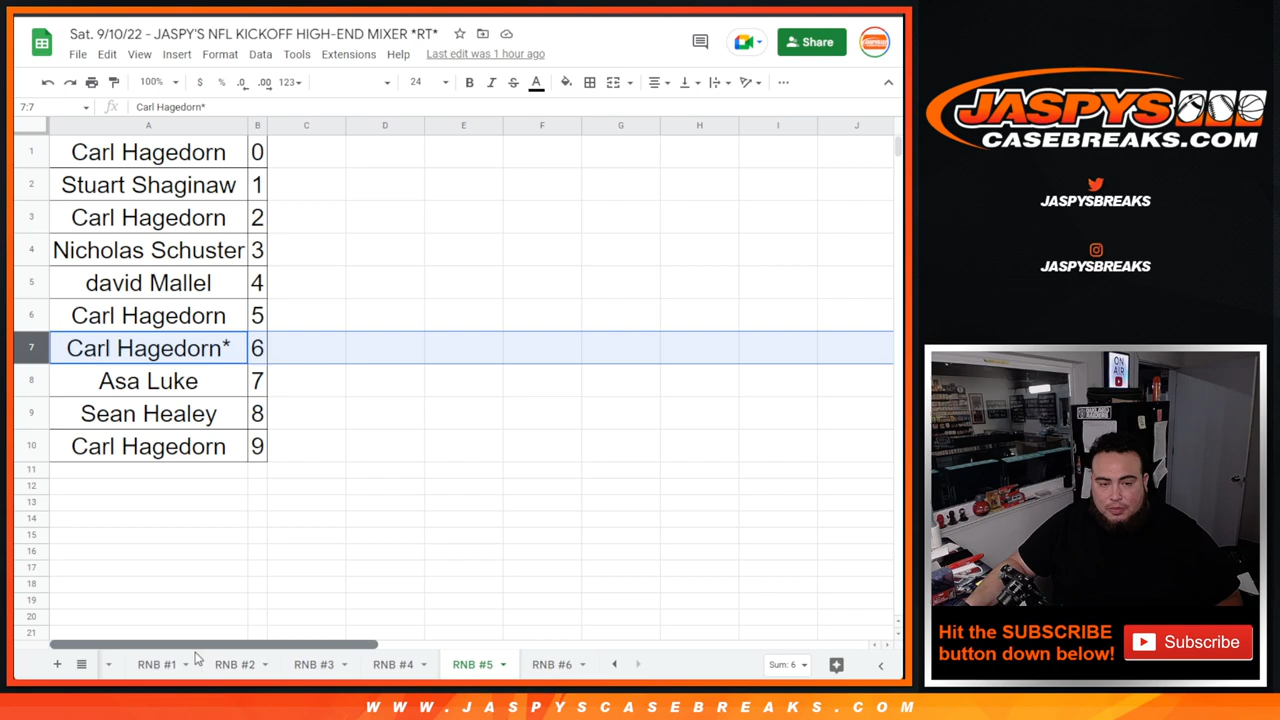 Sat. 9/10/22 - JASPY'S NFL KICKOFF HIGH-END MIXER *RT*
File Edit View Insert Format Data Tools Extensions Help Last edit was 1 hour ago
Share
100% $ % .0 .00 123 24 B I S A
7:7 fx Carl Hagedorn*
A B C D E F G H I J
1 Carl Hagedorn 0
2 Stuart Shaginaw 1
3 Carl Hagedorn 2
4 Nicholas Schuster 3
5 david Mallel 4
6 Carl Hagedorn 5
7 Carl Hagedorn* 6
8 Asa Luke 7
9 Sean Healey 8
10 Carl Hagedorn 9
11
12
13
14
15
16
17
18
19
20
21
RNB #1 RNB #2 RNB #3 RNB #4 RNB #5 RNB #6 Sum: 6
JASPYS
CASEBREAKS.COM
JASPYSBREAKS
JASPYSBREAKS
ON AIR
Hit the SUBSCRIBE
button down below!
Subscribe
WWW.JASPYSCASEBREAKS.COM